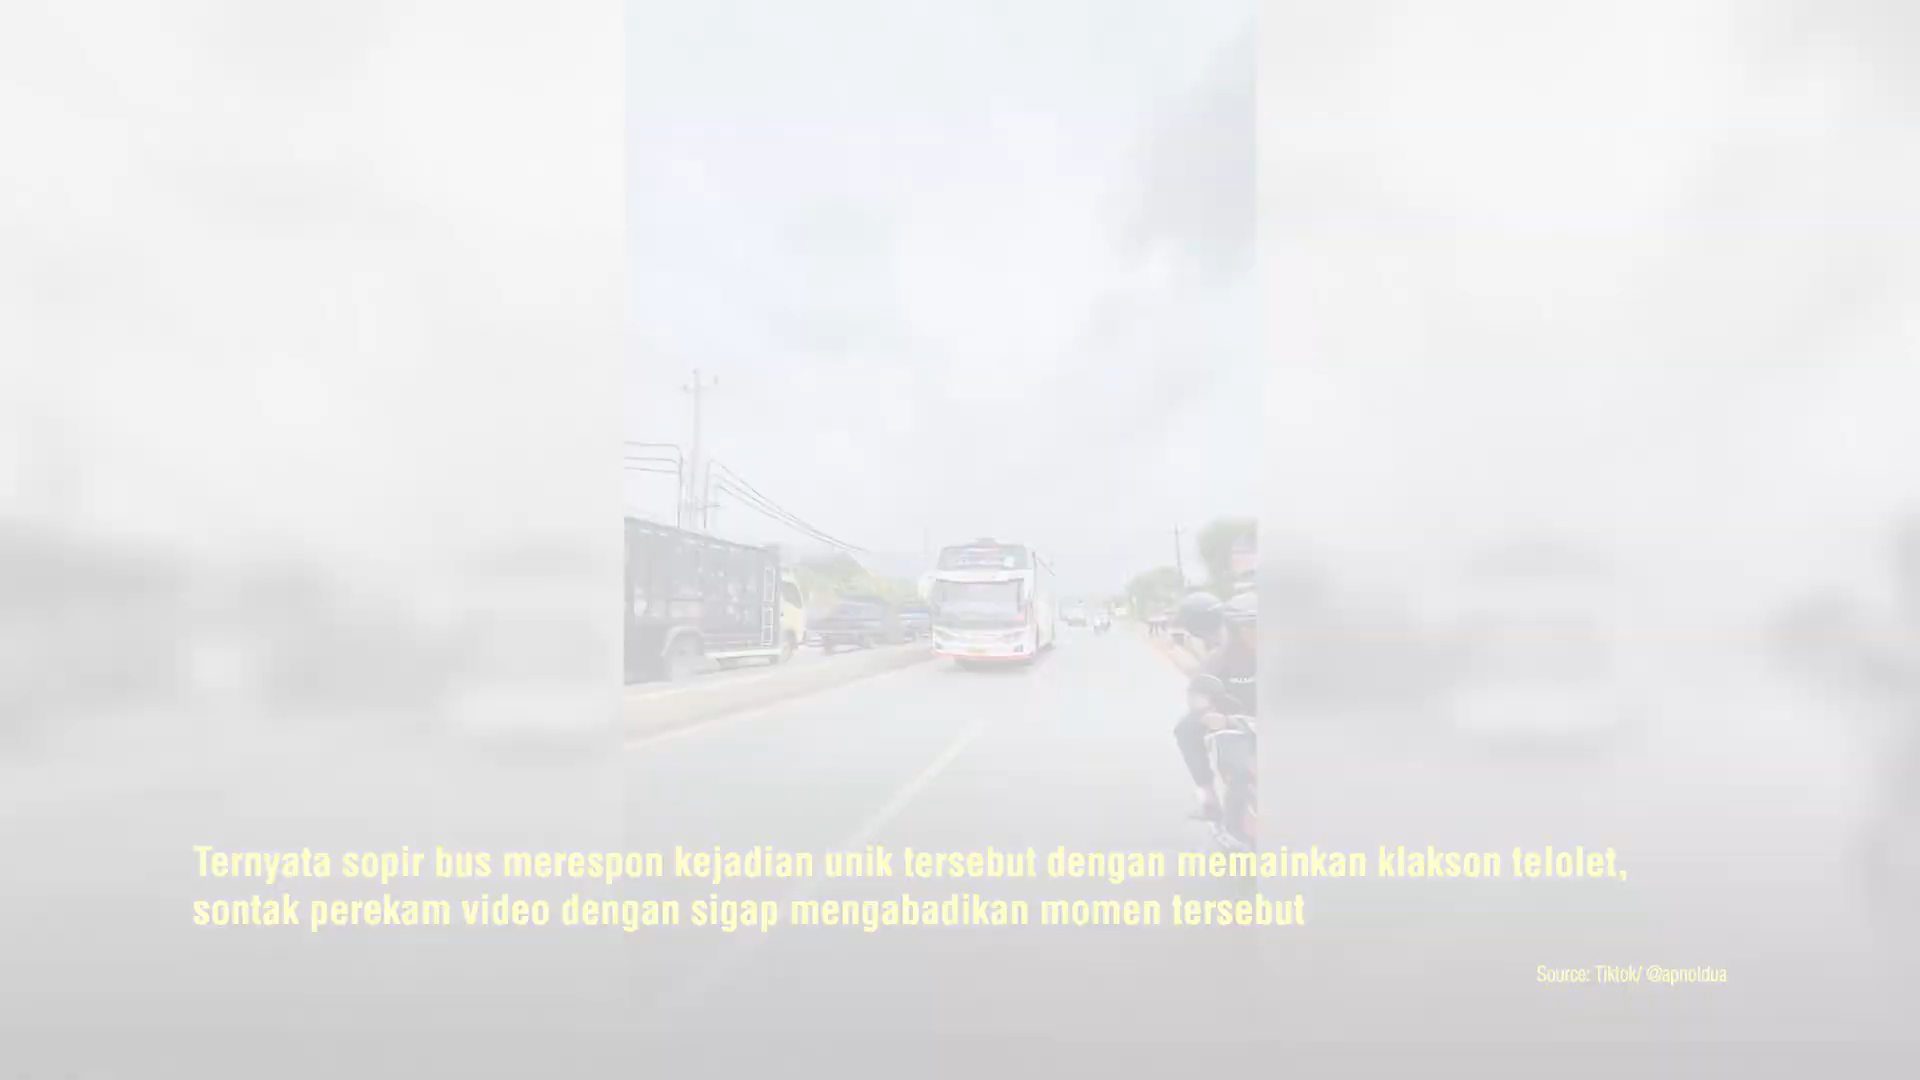 Ternyata sopir bus merespon kejadian unik tersebut dengan memainkan klakson telolet,
sontak perekam video dengan sigap mengabadikan momen tersebut
Source: Tiktok/ @apnoldua